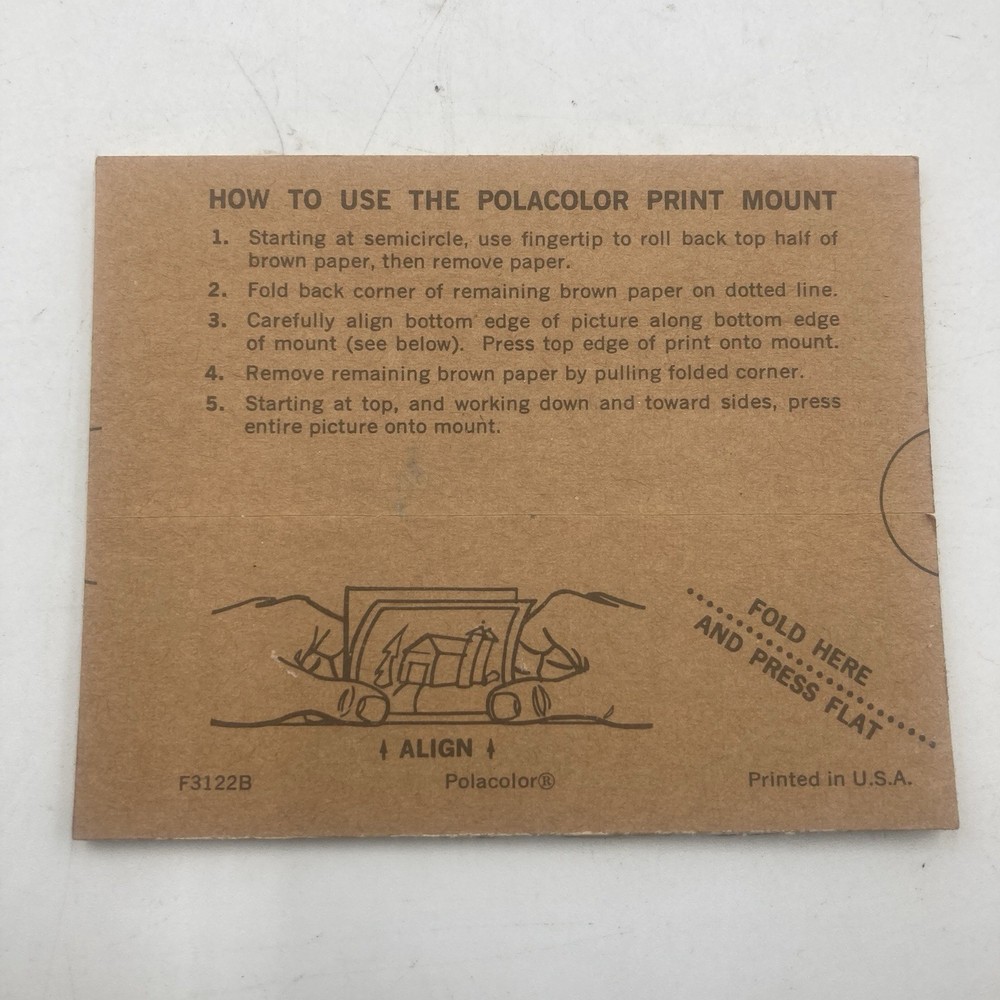 HOW TO USE THE POLACOLOR PRINT MOUNT
1. Starting at semicircle, use fingertip to roll back top half of
brown paper, then remove paper.
2. Fold back corner of remaining brown paper on dotted line.
3. Carefully align bottom edge of picture along bottom edge
of mount (see below). Press top edge of print onto mount.
4. Remove remaining brown paper by pulling folded corner.
5. Starting at top, and working down and toward sides, press
entire picture onto mount.
FOLD HERE
AND PRESS FLAT
ALIGN
F3122B Polacolor® Printed in U.S.A.